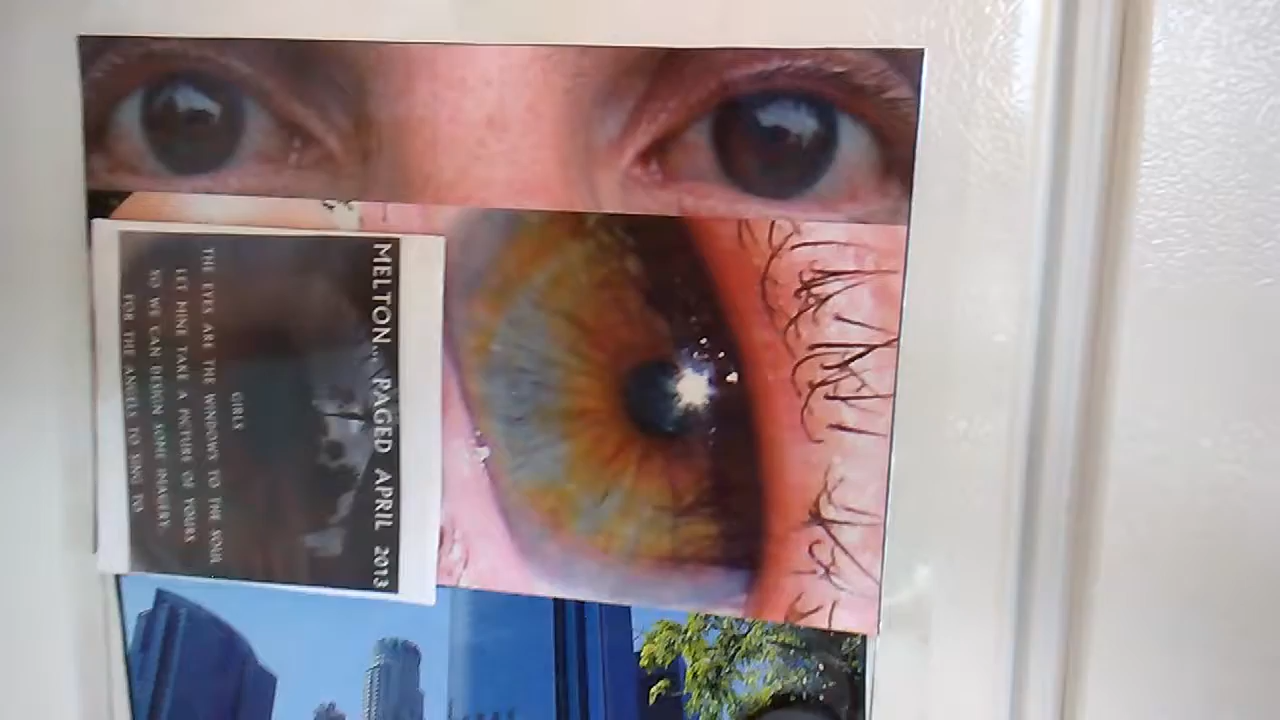 MELTON... PAGED APRIL 2013
GIRLS
THE EYES ARE THE WINDOWS TO THE SOUL
LET MINE TAKE A PICTURE OF YOURS
SO WE CAN DESIGN SOME IMAGERY
FOR THE ANGELS TO SING TO